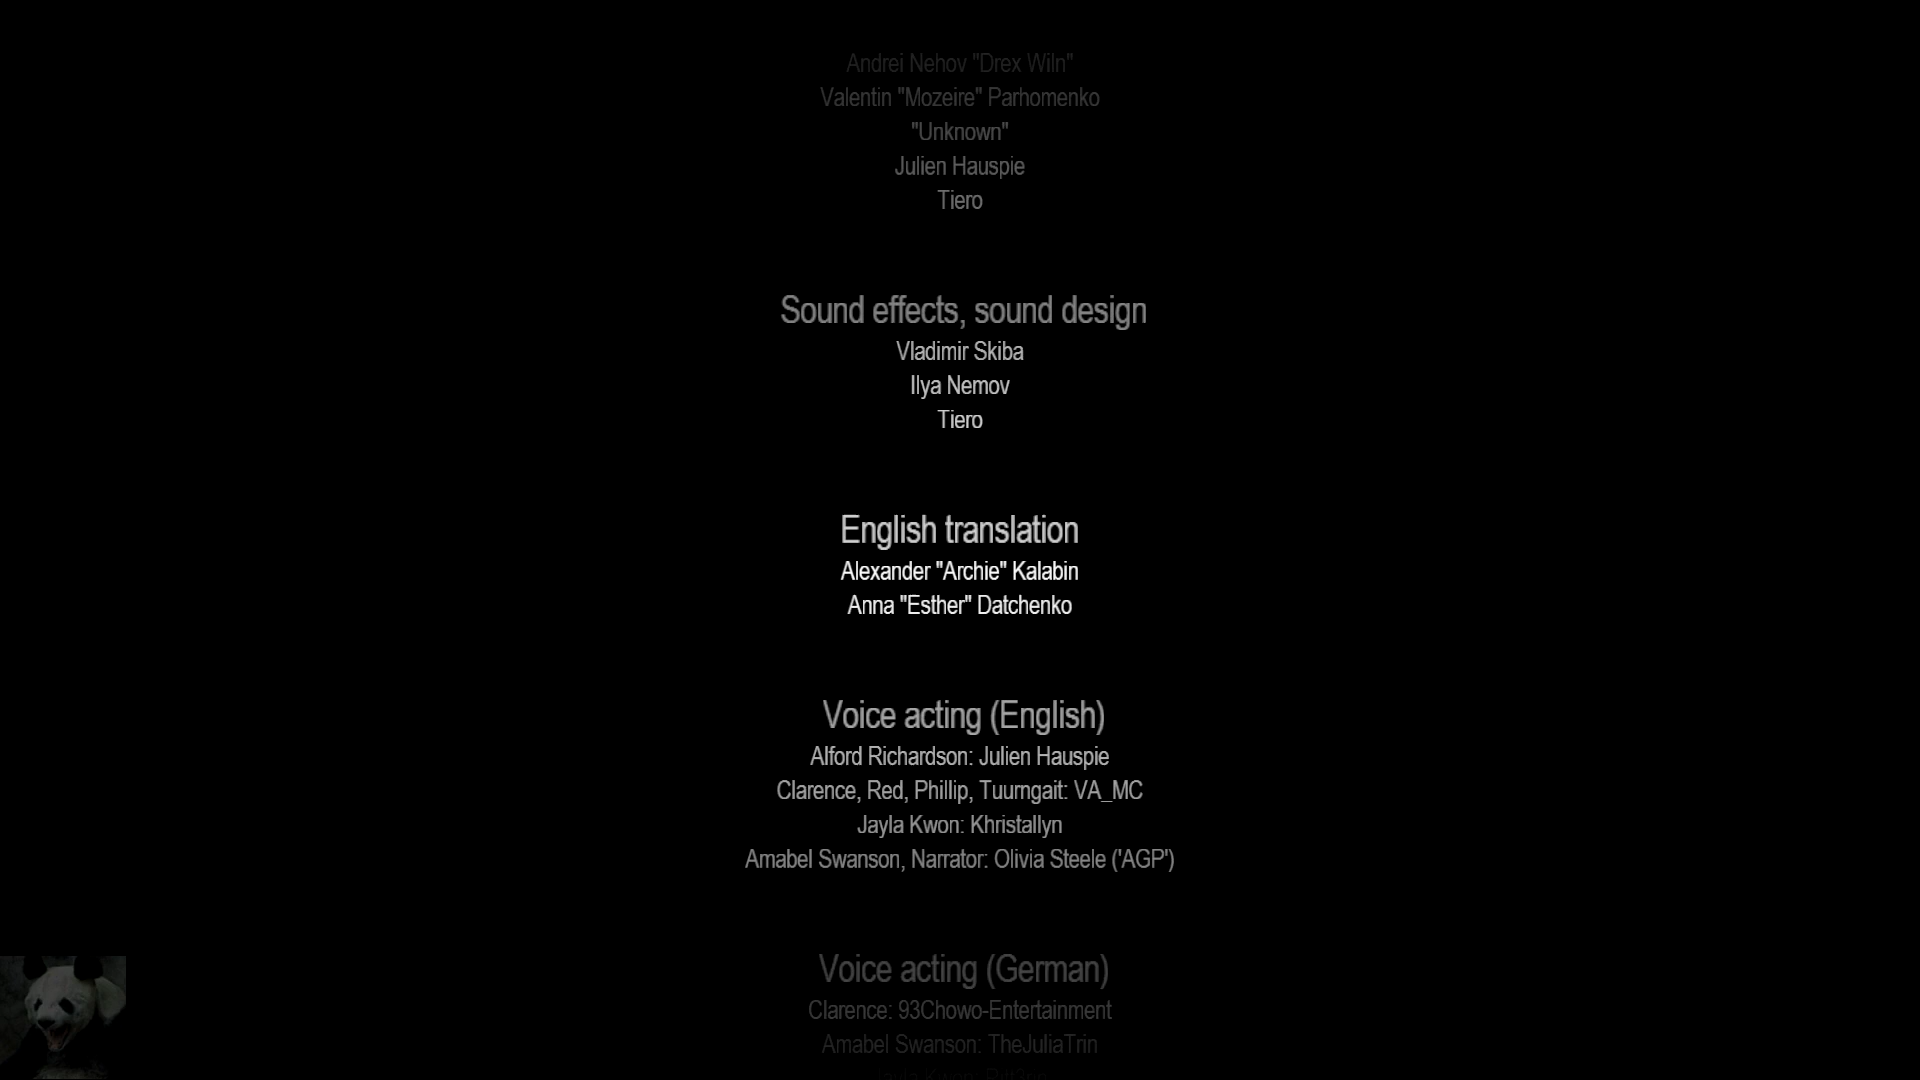 Andrei Nehov "Drex Wiln"
Valentin "Mozeire" Parhomenko
"Unknown"
Julien Hauspie
Tiero
Sound effects, sound design
Vladimir Skiba
Ilya Nemov
Tiero
English translation
Alexander "Archie" Kalabin
Anna "Esther" Datchenko
Voice acting (English)
Alford Richardson: Julien Hauspie
Clarence, Red, Phillip, Tuurngait: VA_MC
Jayla Kwon: Khristallyn
Amabel Swanson, Narrator: Olivia Steele ('AGP')
Voice acting (German)
Clarence: 93Chowo-Entertainment
Amabel Swanson: TheJuliaTrin
Jayla Kwon: